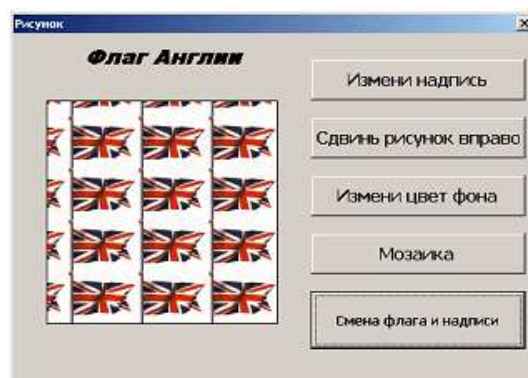 Рисунок
Флаг Англии
Измени надпись
Сдвинь рисунок вправо
Измени цвет фона
Мозаика
Смена флага и надписи